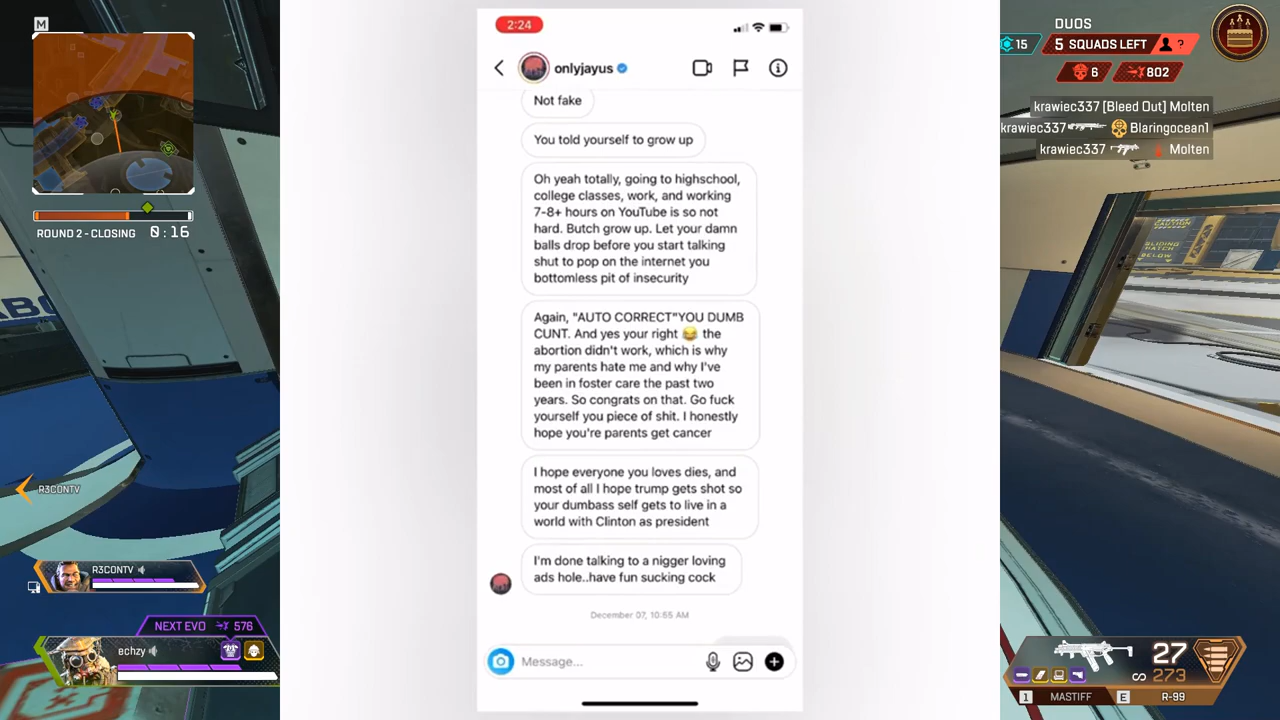 M
ROUND 2 - CLOSING 0:16
R3CONTV
R3CONTV
NEXT EVO 576
echzy
2:24
onlyjayus
Not fake
You told yourself to grow up
Oh yeah totally, going to highschool,
college classes, work, and working
7-8+ hours on YouTube is so not
hard. Butch grow up. Let your damn
balls drop before you start talking
shut to pop on the internet you
bottomless pit of insecurity
Again, "AUTO CORRECT"YOU DUMB
CUNT. And yes your right 😂 the
abortion didn't work, which is why
my parents hate me and why I've
been in foster care the past two
years. So congrats on that. Go fuck
yourself you piece of shit. I honestly
hope you're parents get cancer
I hope everyone you loves dies, and
most of all I hope trump gets shot so
your dumbass self gets to live in a
world with Clinton as president
I'm done talking to a nigger loving
ads hole..have fun sucking cock
December 07, 10:55 AM
Message...
DUOS
15 5 SQUADS LEFT ?
6 802
krawiec337 [Bleed Out] Molten
krawiec337 Blaringocean1
krawiec337 Molten
CAUTION
SLIDING
HATCH
BELOW
27
∞ 273
1 MASTIFF E R-99